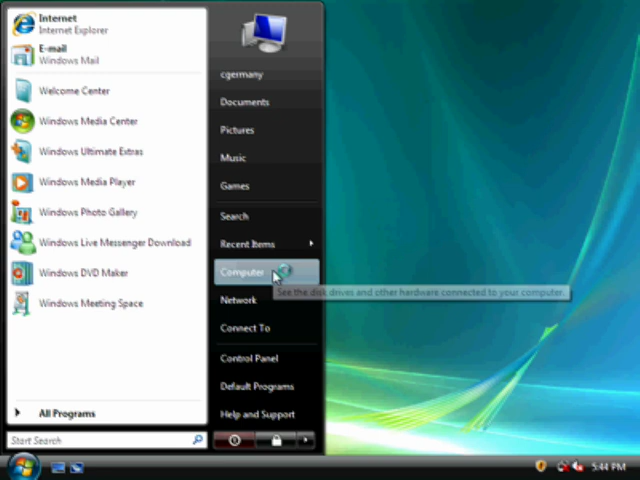 Internet
Internet Explorer
E-mail
Windows Mail
Welcome Center
Windows Media Center
Windows Ultimate Extras
Windows Media Player
Windows Photo Gallery
Windows Live Messenger Download
Windows DVD Maker
Windows Meeting Space
All Programs
Start Search
cgermany
Documents
Pictures
Music
Games
Search
Recent Items
Computer
See the disk drives and other hardware connected to your computer.
Network
Connect To
Control Panel
Default Programs
Help and Support
5:44 PM